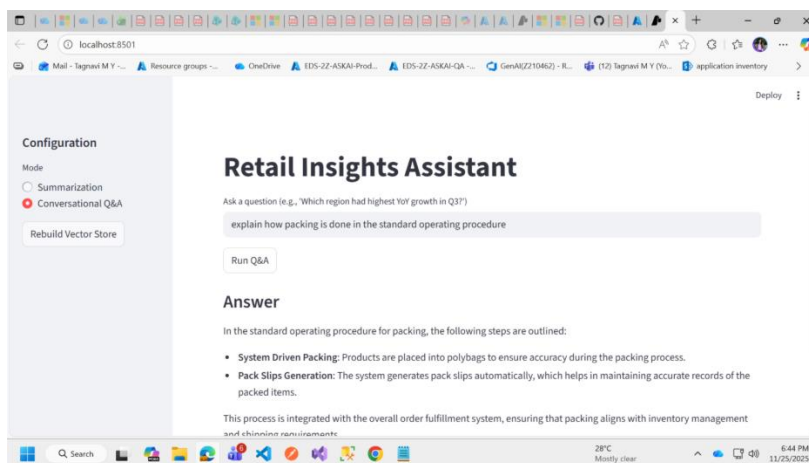 localhost:8501
Mail - Tagnavi M Y -...
Resource groups -...
OneDrive
EDS-2Z-ASKAI-Prod...
EDS-2Z-ASKAI-QA -...
GenAI(Z210462) - R...
(12) Tagnavi M Y (Yo...
application inventory
Deploy
Configuration
Mode
Summarization
Conversational Q&A
Rebuild Vector Store
Retail Insights Assistant
Ask a question (e.g., 'Which region had highest YoY growth in Q3?')
explain how packing is done in the standard operating procedure
Run Q&A
Answer
In the standard operating procedure for packing, the following steps are outlined:
• System Driven Packing: Products are placed into polybags to ensure accuracy during the packing process.
• Pack Slips Generation: The system generates pack slips automatically, which helps in maintaining accurate records of the
packed items.
This process is integrated with the overall order fulfillment system, ensuring that packing aligns with inventory management
and shipping requirements
Search
28°C
Mostly clear
6:44 PM
11/25/2025